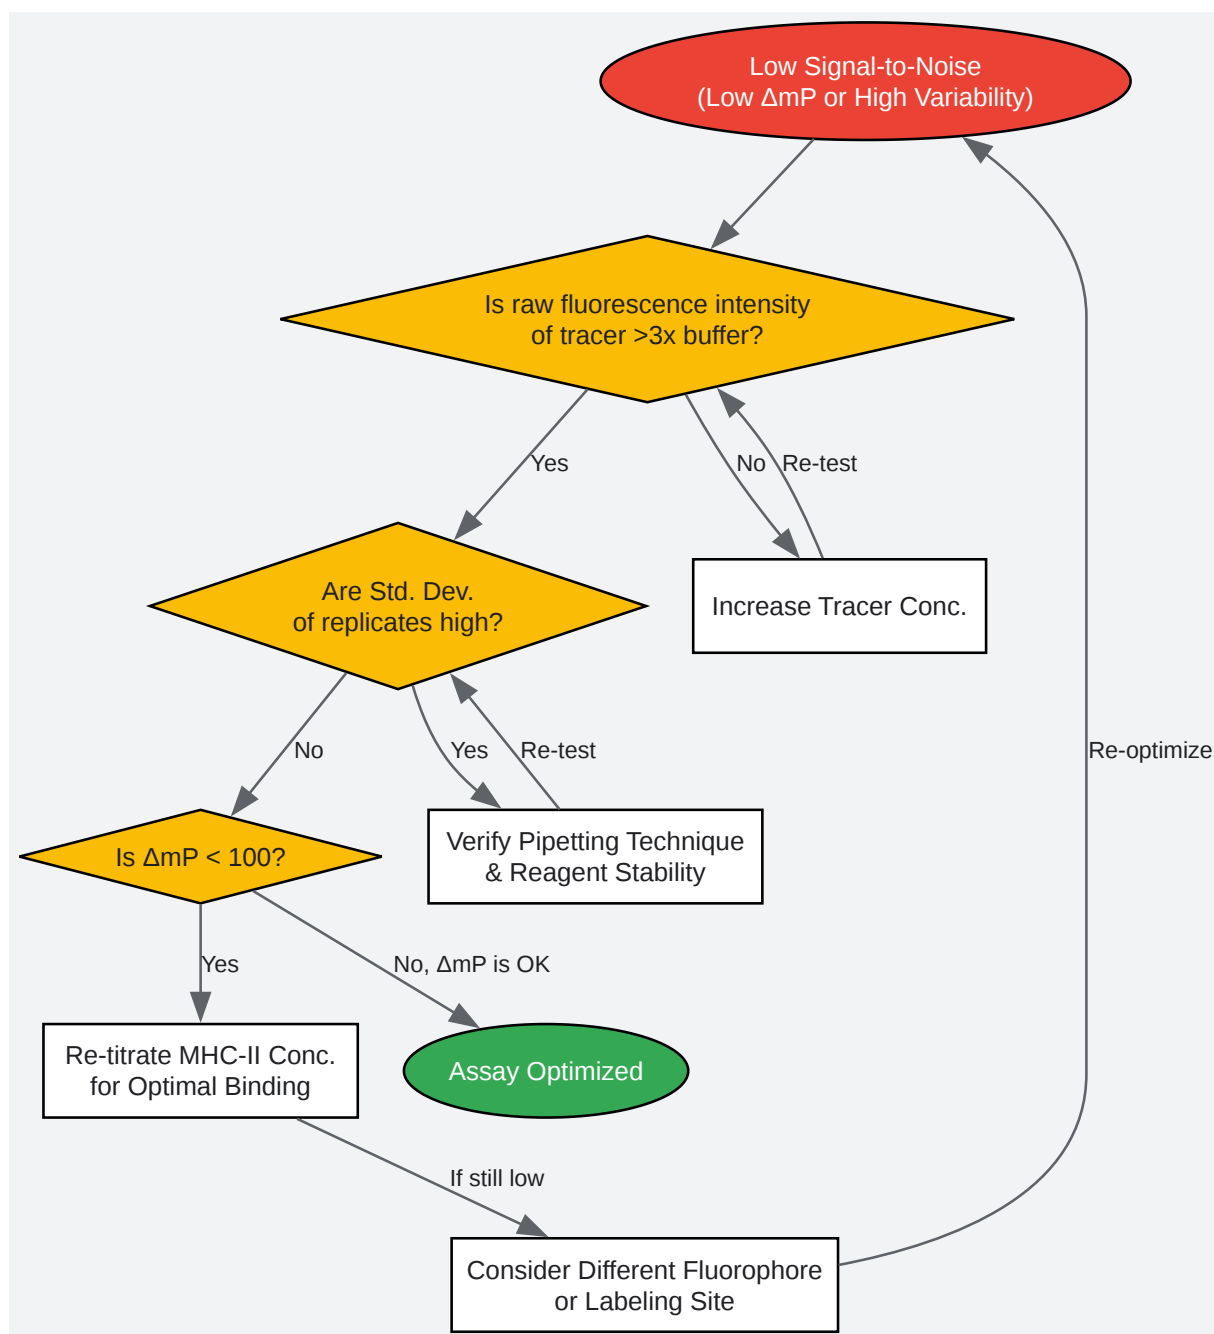 Low Signal-to-Noise
(Low ΔmP or High Variability)
Is raw fluorescence intensity
of tracer >3x buffer?
Yes
No
Re-test
Are Std. Dev.
of replicates high?
Increase Tracer Conc.
No
Yes
Re-test
Re-optimize
Is ΔmP < 100?
Verify Pipetting Technique
& Reagent Stability
Yes
No, ΔmP is OK
Re-titrate MHC-II Conc.
for Optimal Binding
Assay Optimized
If still low
Consider Different Fluorophore
or Labeling Site